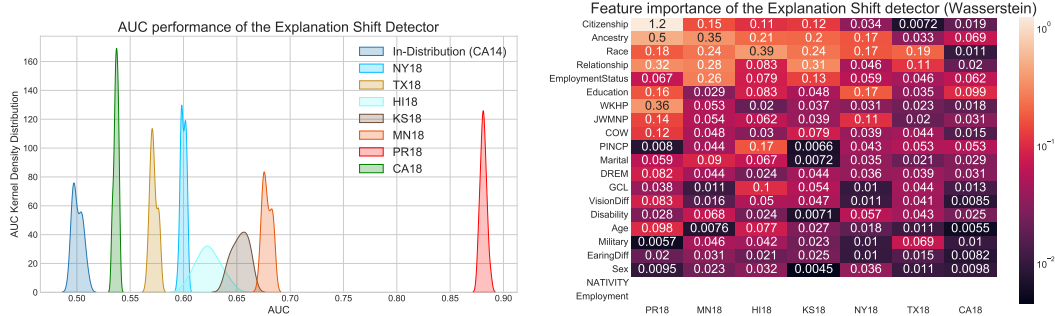 AUC performance of the Explanation Shift Detector
In-Distribution (CA14)
NY18
TX18
HI18
KS18
MN18
PR18
CA18
AUC Kernel Density Distribution
160
140
120
100
80
60
40
20
0
0.50 0.55 0.60 0.65 0.70 0.75 0.80 0.85 0.90
AUC
Feature importance of the Explanation Shift detector (Wasserstein)
Citizenship 1.2 0.15 0.11 0.12 0.034 0.0072 0.019
Ancestry 0.5 0.35 0.21 0.2 0.17 0.033 0.069
Race 0.18 0.24 0.39 0.24 0.17 0.19 0.011
Relationship 0.32 0.28 0.083 0.31 0.046 0.11 0.02
EmploymentStatus 0.067 0.26 0.079 0.13 0.059 0.046 0.062
Education 0.16 0.029 0.083 0.048 0.17 0.035 0.099
WKHP 0.36 0.053 0.02 0.037 0.031 0.023 0.018
JWMNP 0.14 0.054 0.062 0.039 0.11 0.02 0.031
COW 0.12 0.048 0.03 0.079 0.039 0.044 0.015
PINCP 0.008 0.044 0.17 0.0066 0.043 0.053 0.053
Marital 0.059 0.09 0.067 0.0072 0.035 0.021 0.029
DREM 0.082 0.044 0.044 0.024 0.022 0.039 0.031
GCL 0.038 0.011 0.1 0.054 0.01 0.044 0.013
VisionDiff 0.083 0.016 0.05 0.047 0.011 0.041 0.0085
Disability 0.028 0.068 0.024 0.0071 0.057 0.043 0.025
Age 0.098 0.0076 0.077 0.027 0.018 0.011 0.0055
Military 0.0057 0.046 0.042 0.023 0.01 0.069 0.01
EaringDiff 0.02 0.031 0.021 0.025 0.01 0.015 0.0082
Sex 0.0095 0.023 0.032 0.0045 0.036 0.011 0.0098
NATIVITY
Employment
PR18 MN18 HI18 KS18 NY18 TX18 CA18
10⁰
10⁻¹
10⁻²